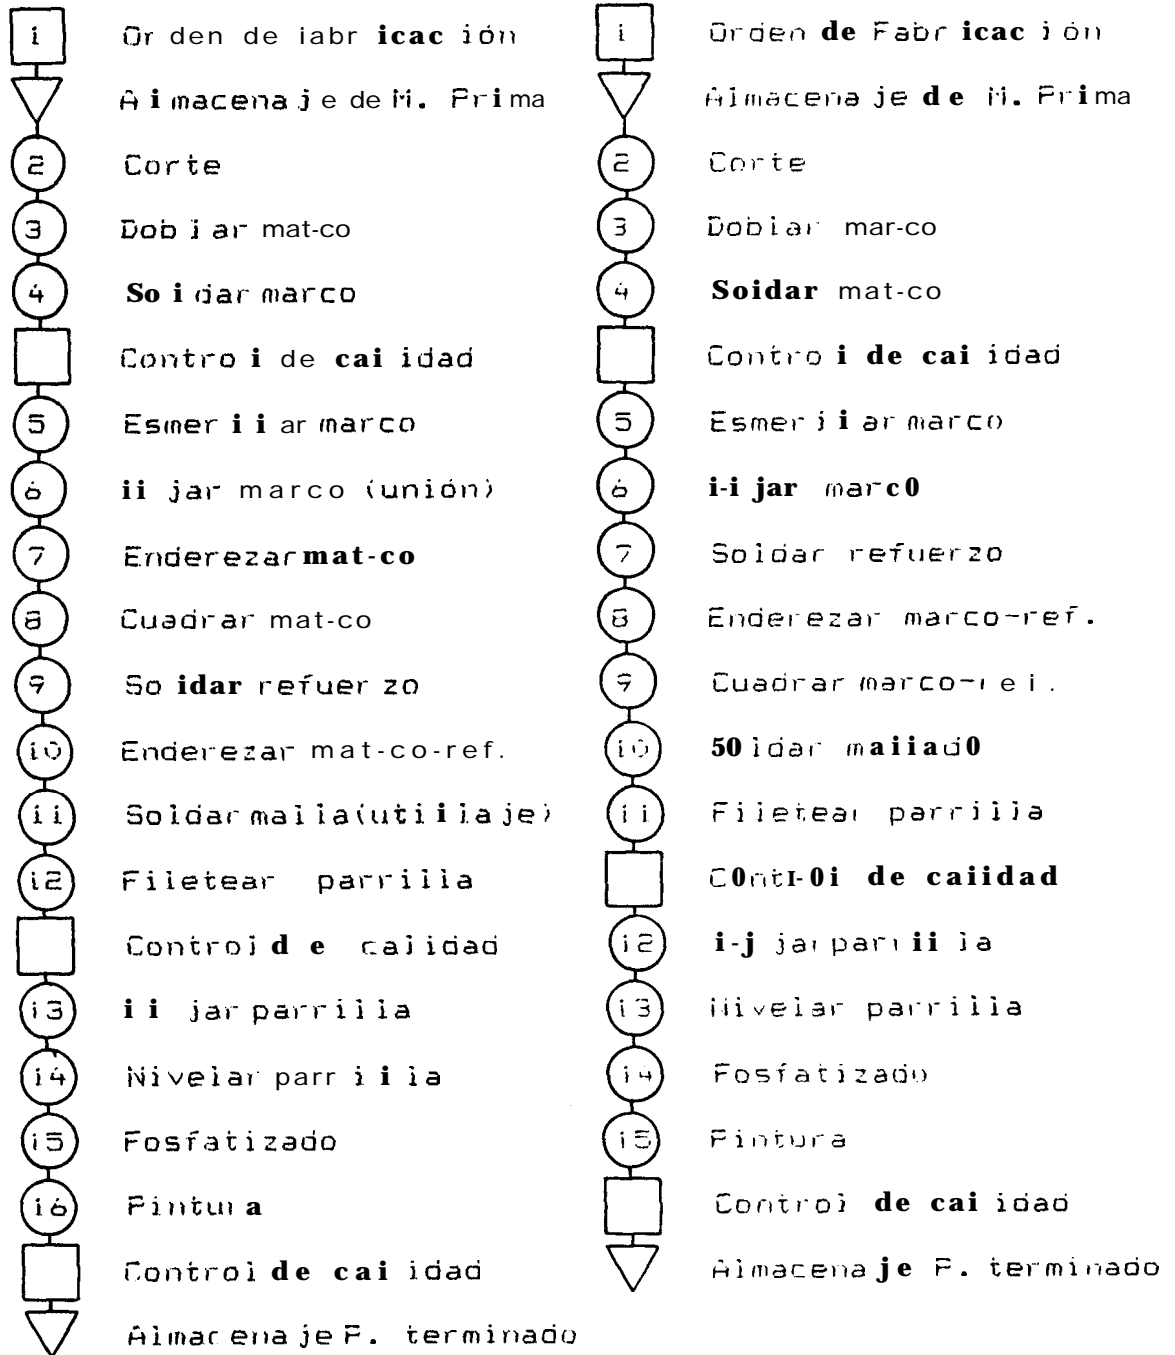 1 Orden de fabricación
Almacenaje de M. Prima
2 Corte
3 Doblar marco
4 Soldar marco
Control de calidad
5 Esmerilar marco
6 Lijar marco (unión)
7 Enderezar marco
8 Cuadrar marco
9 Soldar refuerzo
10 Enderezar marco-ref.
11 Soldar malla(utillaje)
12 Filetear parrilla
Control de calidad
13 Lijar parrilla
14 Nivelar parrilla
15 Fosfatizado
16 Pintura
Control de calidad
Almacenaje P. terminado
1 Orden de Fabricación
Almacenaje de M. Prima
2 Corte
3 Doblar marco
4 Soldar marco
Control de calidad
5 Esmerilar marco
6 Lijar marco
7 Soldar refuerzo
8 Enderezar marco-ref.
9 Cuadrar marco-ref.
10 Soldar mallado
11 Filetear parrilla
Control de calidad
12 Lijar parrilla
13 Nivelar parrilla
14 Fosfatizado
15 Pintura
Control de calidad
Almacenaje P. terminado